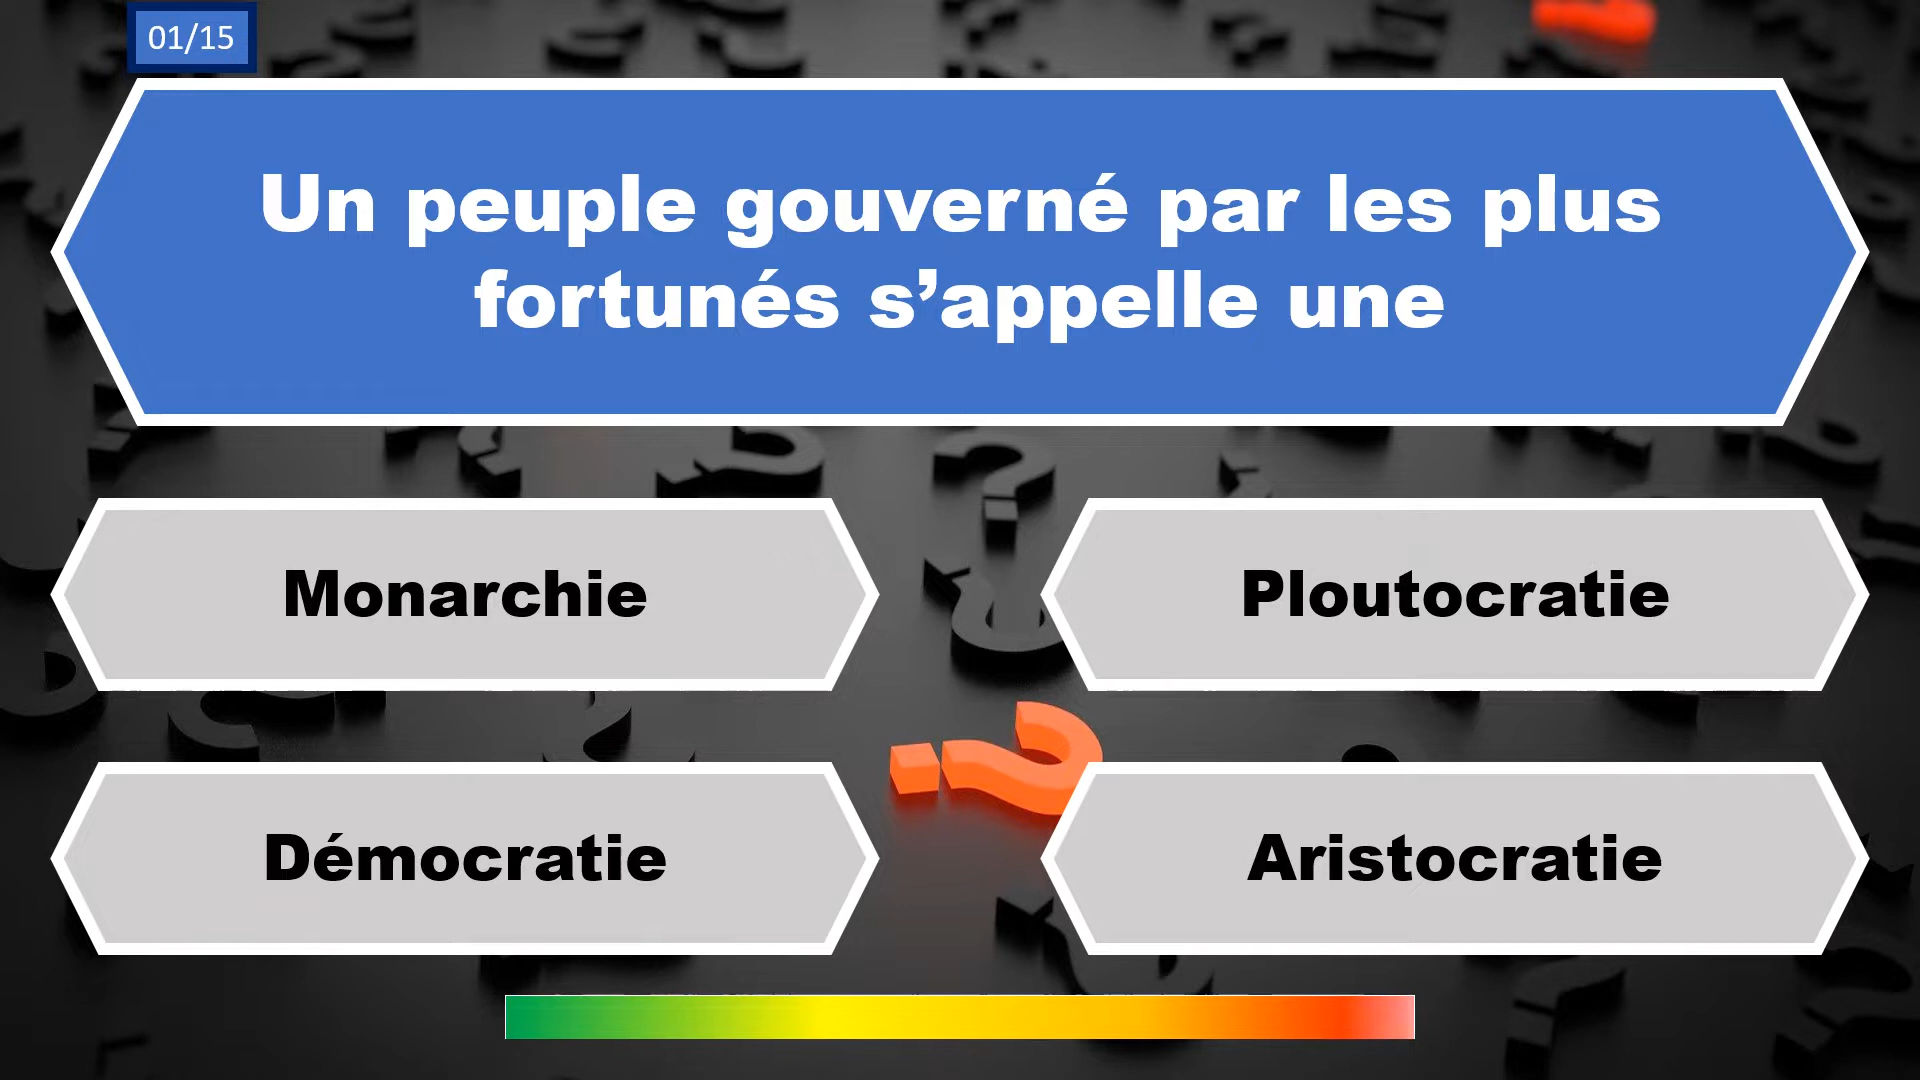 01/15
Un peuple gouverné par les plus
fortunés s’appelle une
Monarchie
Ploutocratie
Démocratie
Aristocratie